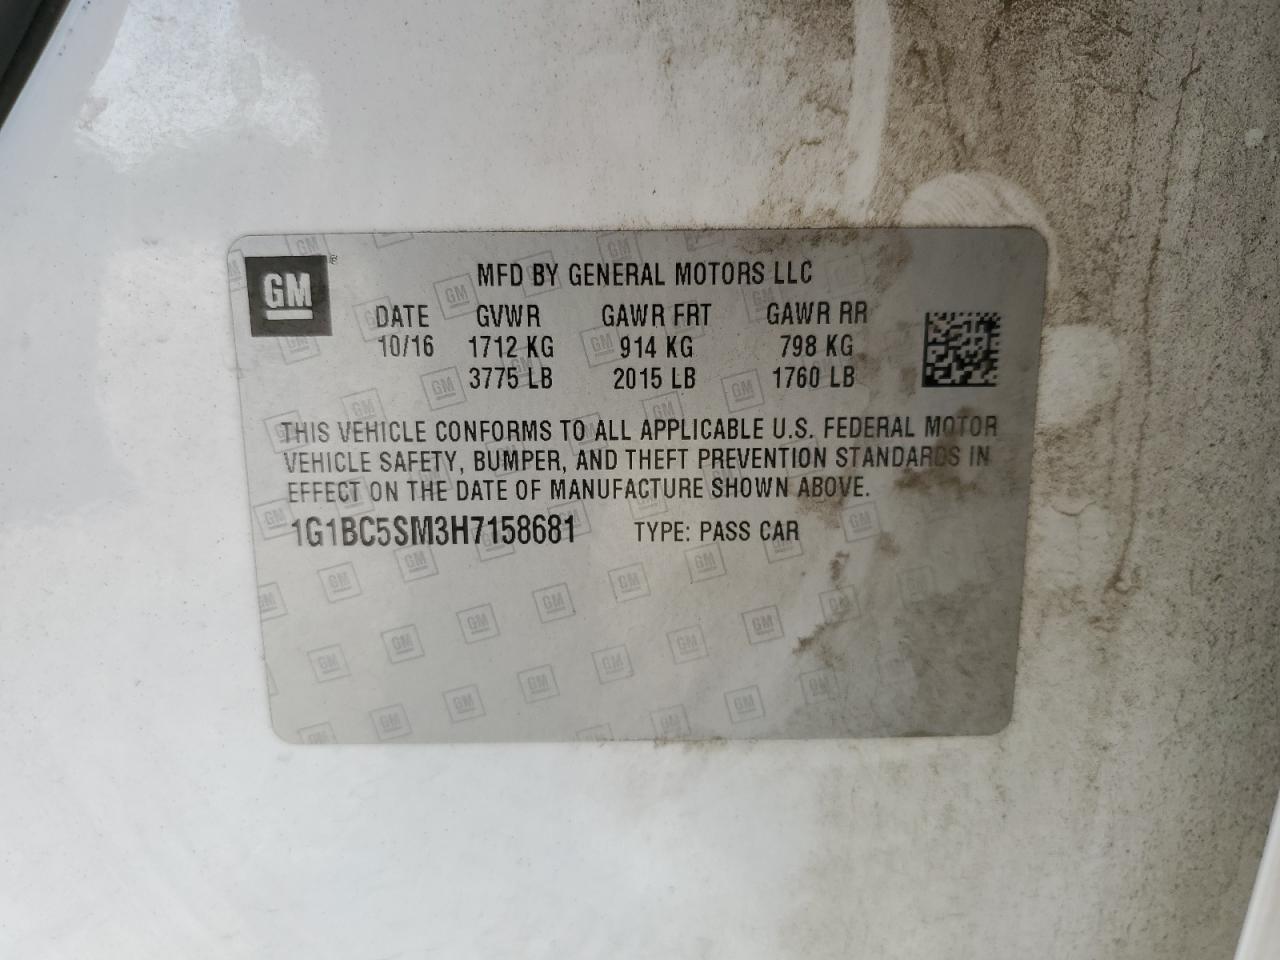 GM
MFD BY GENERAL MOTORS LLC
DATE GVWR GAWR FRT GAWR RR
10/16 1712 KG 914 KG 798 KG
3775 LB 2015 LB 1760 LB
THIS VEHICLE CONFORMS TO ALL APPLICABLE U.S. FEDERAL MOTOR
VEHICLE SAFETY, BUMPER, AND THEFT PREVENTION STANDARDS IN
EFFECT ON THE DATE OF MANUFACTURE SHOWN ABOVE.
1G1BC5SM3H7158681 TYPE: PASS CAR